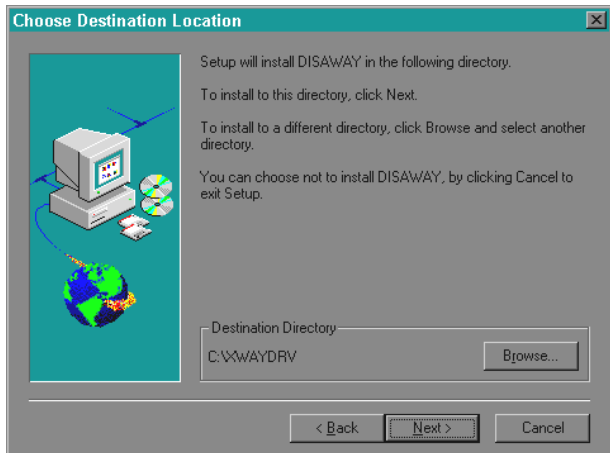 Choose Destination Location
Setup will install DISAWAY in the following directory.
To install to this directory, click Next.
To install to a different directory, click Browse and select another
directory.
You can choose not to install DISAWAY, by clicking Cancel to
exit Setup.
Destination Directory
C:\XWAYDRV
Browse...
< Back
Next >
Cancel